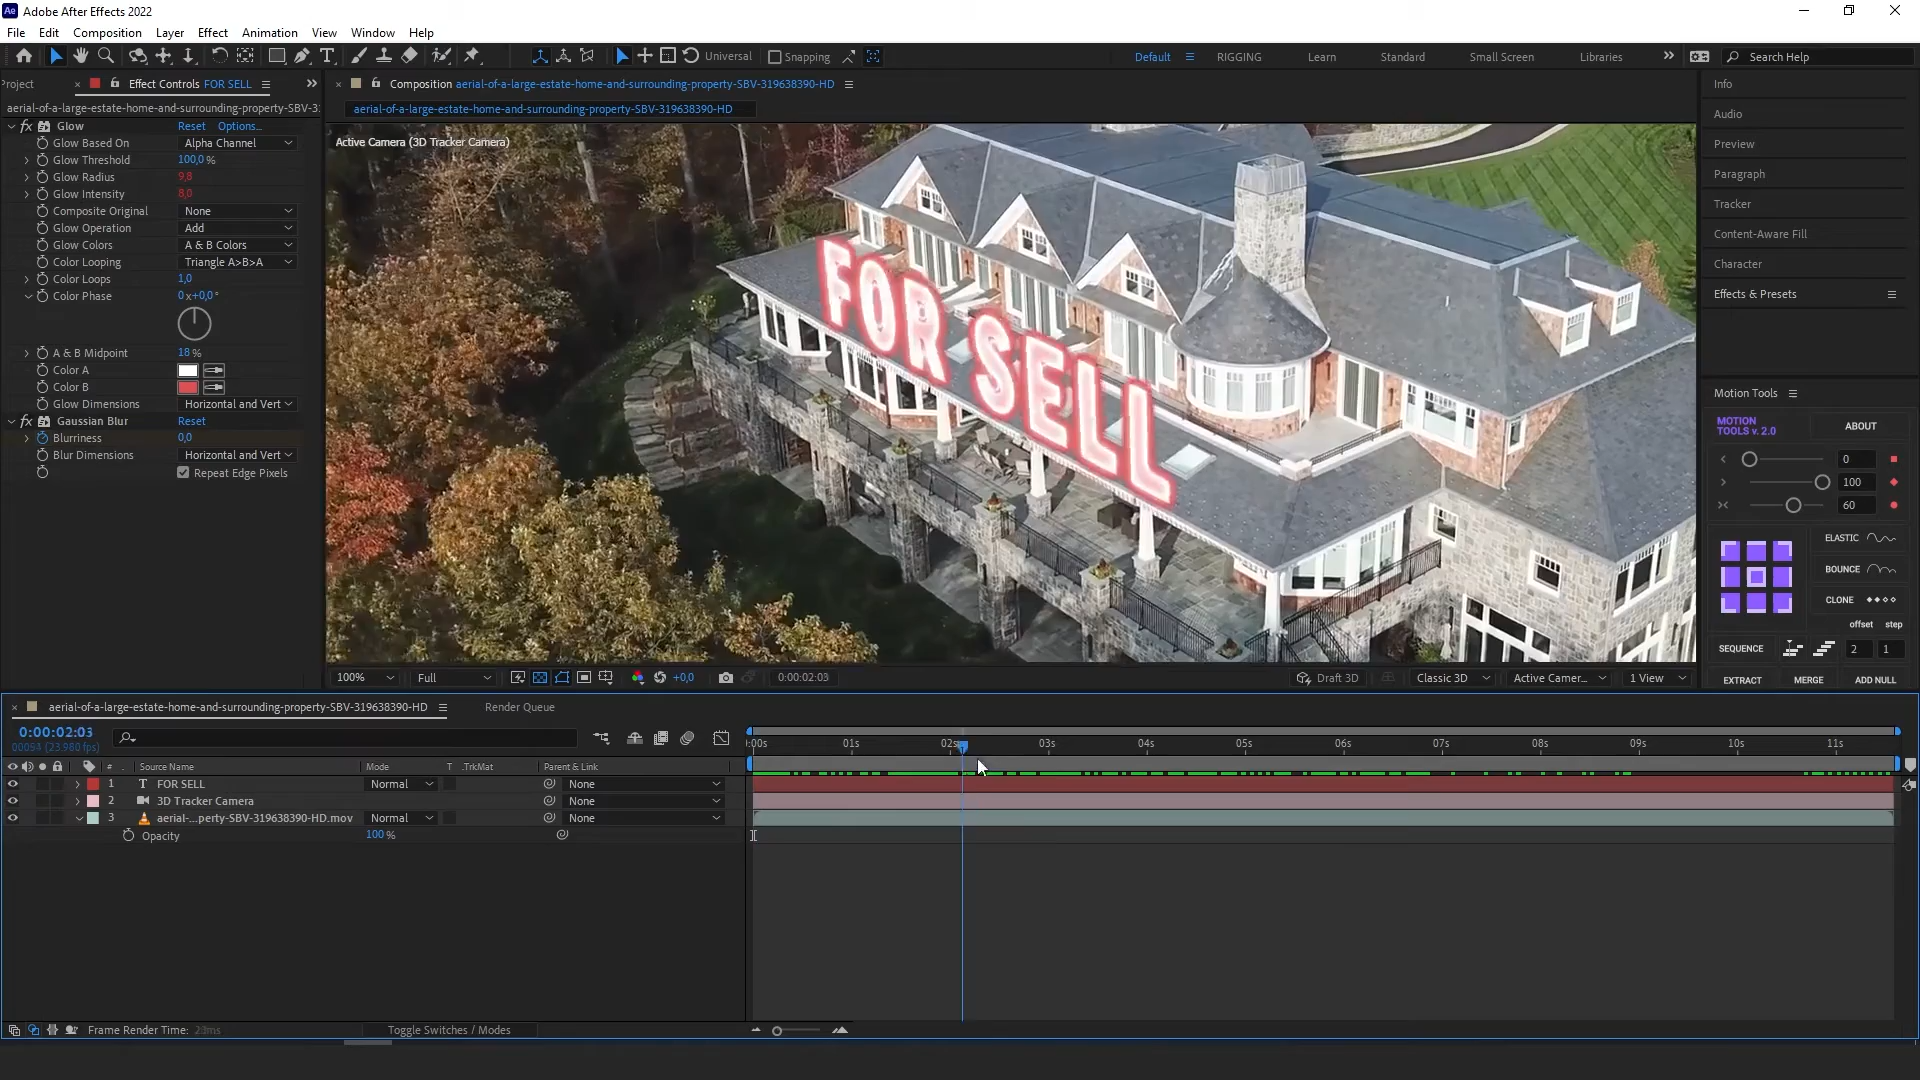 Adobe After Effects 2022
File Edit Composition Layer Effect Animation View Window Help
Universal Snapping Default RIGGING Learn Standard Small Screen Libraries Search Help
Project Effect Controls FOR SELL
aerial-of-a-large-estate-home-and-surrounding-property-SBV-3
Composition aerial-of-a-large-estate-home-and-surrounding-property-SBV-319638390-HD
aerial-of-a-large-estate-home-and-surrounding-property-SBV-319638390-HD
Active Camera (3D Tracker Camera)
FOR SELL
fx Glow Reset Options...
Glow Based On Alpha Channel
Glow Threshold 100,0 %
Glow Radius 9,8
Glow Intensity 8,0
Composite Original None
Glow Operation Add
Glow Colors A & B Colors
Color Looping Triangle A>B>A
Color Loops 1,0
Color Phase 0x+0,0°
A & B Midpoint 18 %
Color A
Color B
Glow Dimensions Horizontal and Vert
fx Gaussian Blur Reset
Blurriness 0,0
Blur Dimensions Horizontal and Vert
Repeat Edge Pixels
100% Full +0,0 0:00:02:03 Draft 3D Classic 3D Active Camer... 1 View
Info
Audio
Preview
Paragraph
Tracker
Content-Aware Fill
Character
Effects & Presets
Motion Tools
MOTION TOOLS v. 2.0 ABOUT
0
100
60
ELASTIC
BOUNCE
CLONE
offset step
SEQUENCE 2 1
EXTRACT MERGE ADD NULL
aerial-of-a-large-estate-home-and-surrounding-property-SBV-319638390-HD Render Queue
0:00:02:03
(23.980 fps)
:00s 01s 02s 03s 04s 05s 06s 07s 08s 09s 10s 11s
# Source Name Mode T .TrkMat Parent & Link
1 T FOR SELL Normal None
2 3D Tracker Camera None
3 aerial-...perty-SBV-319638390-HD.mov Normal None
Opacity 100 %
Frame Render Time: Toggle Switches / Modes